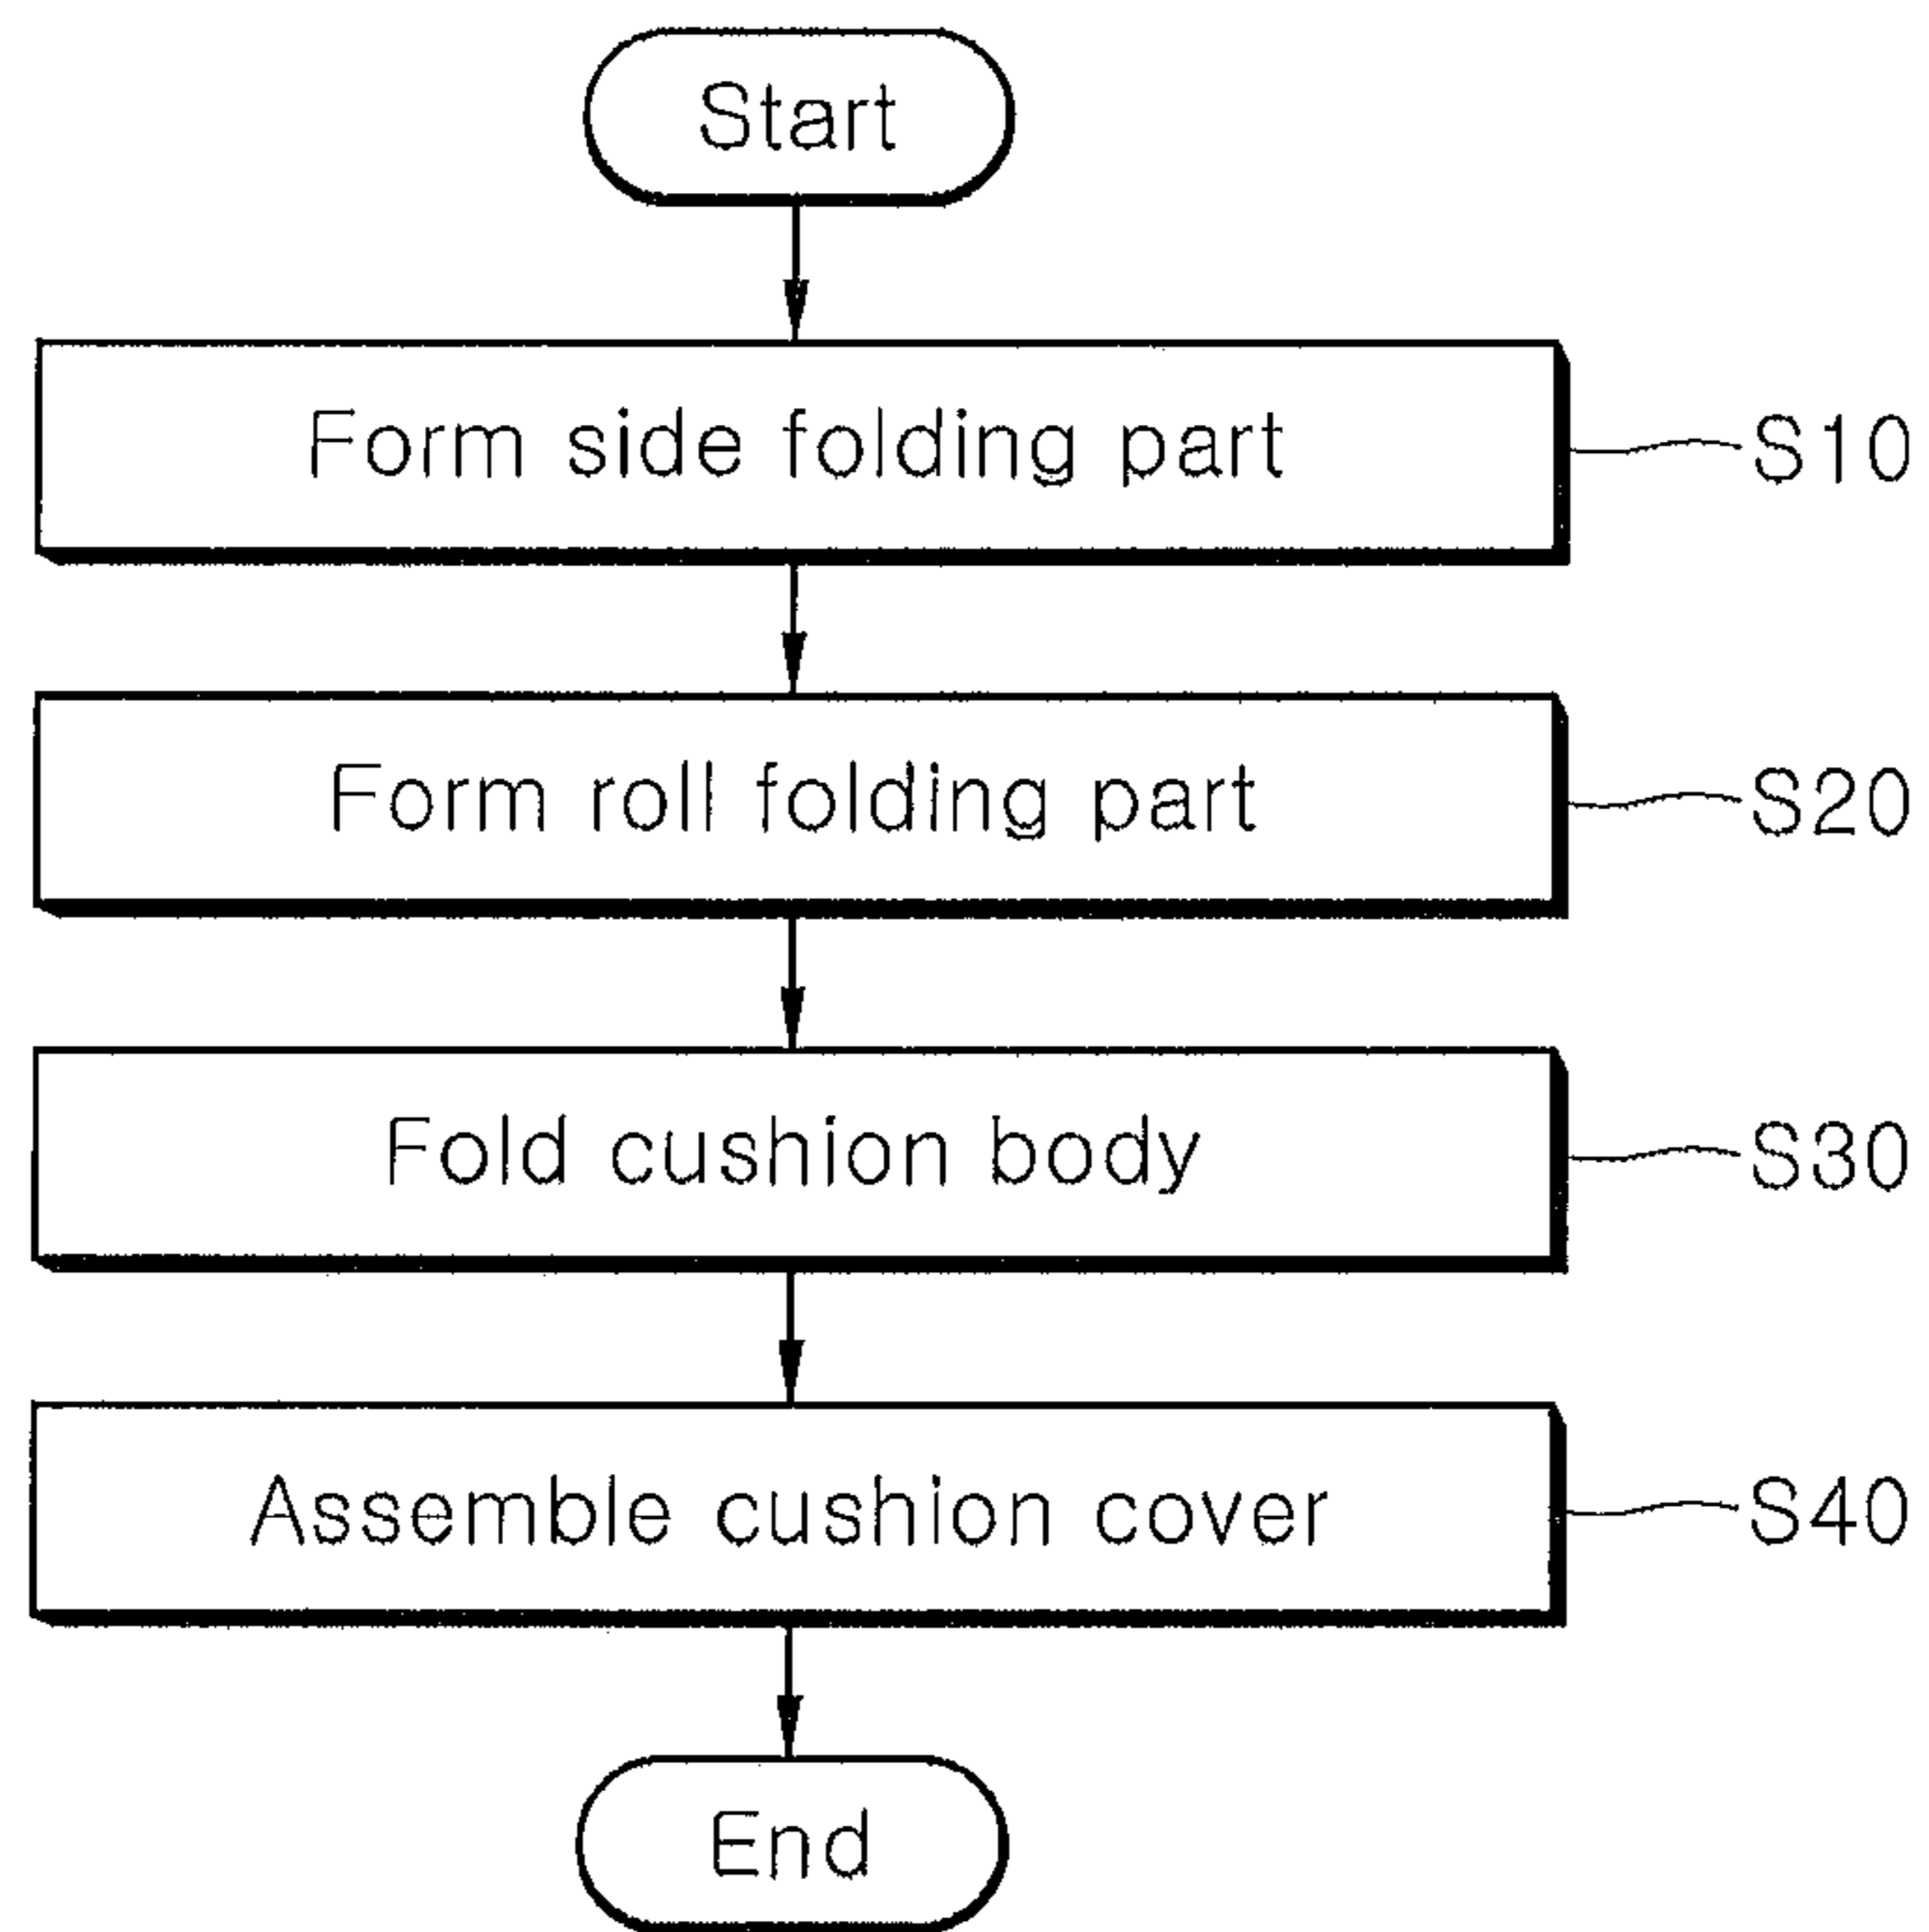 Start
Form side folding part
S10
Form roll folding part
S20
Fold cushion body
S30
Assemble cushion cover
S40
End